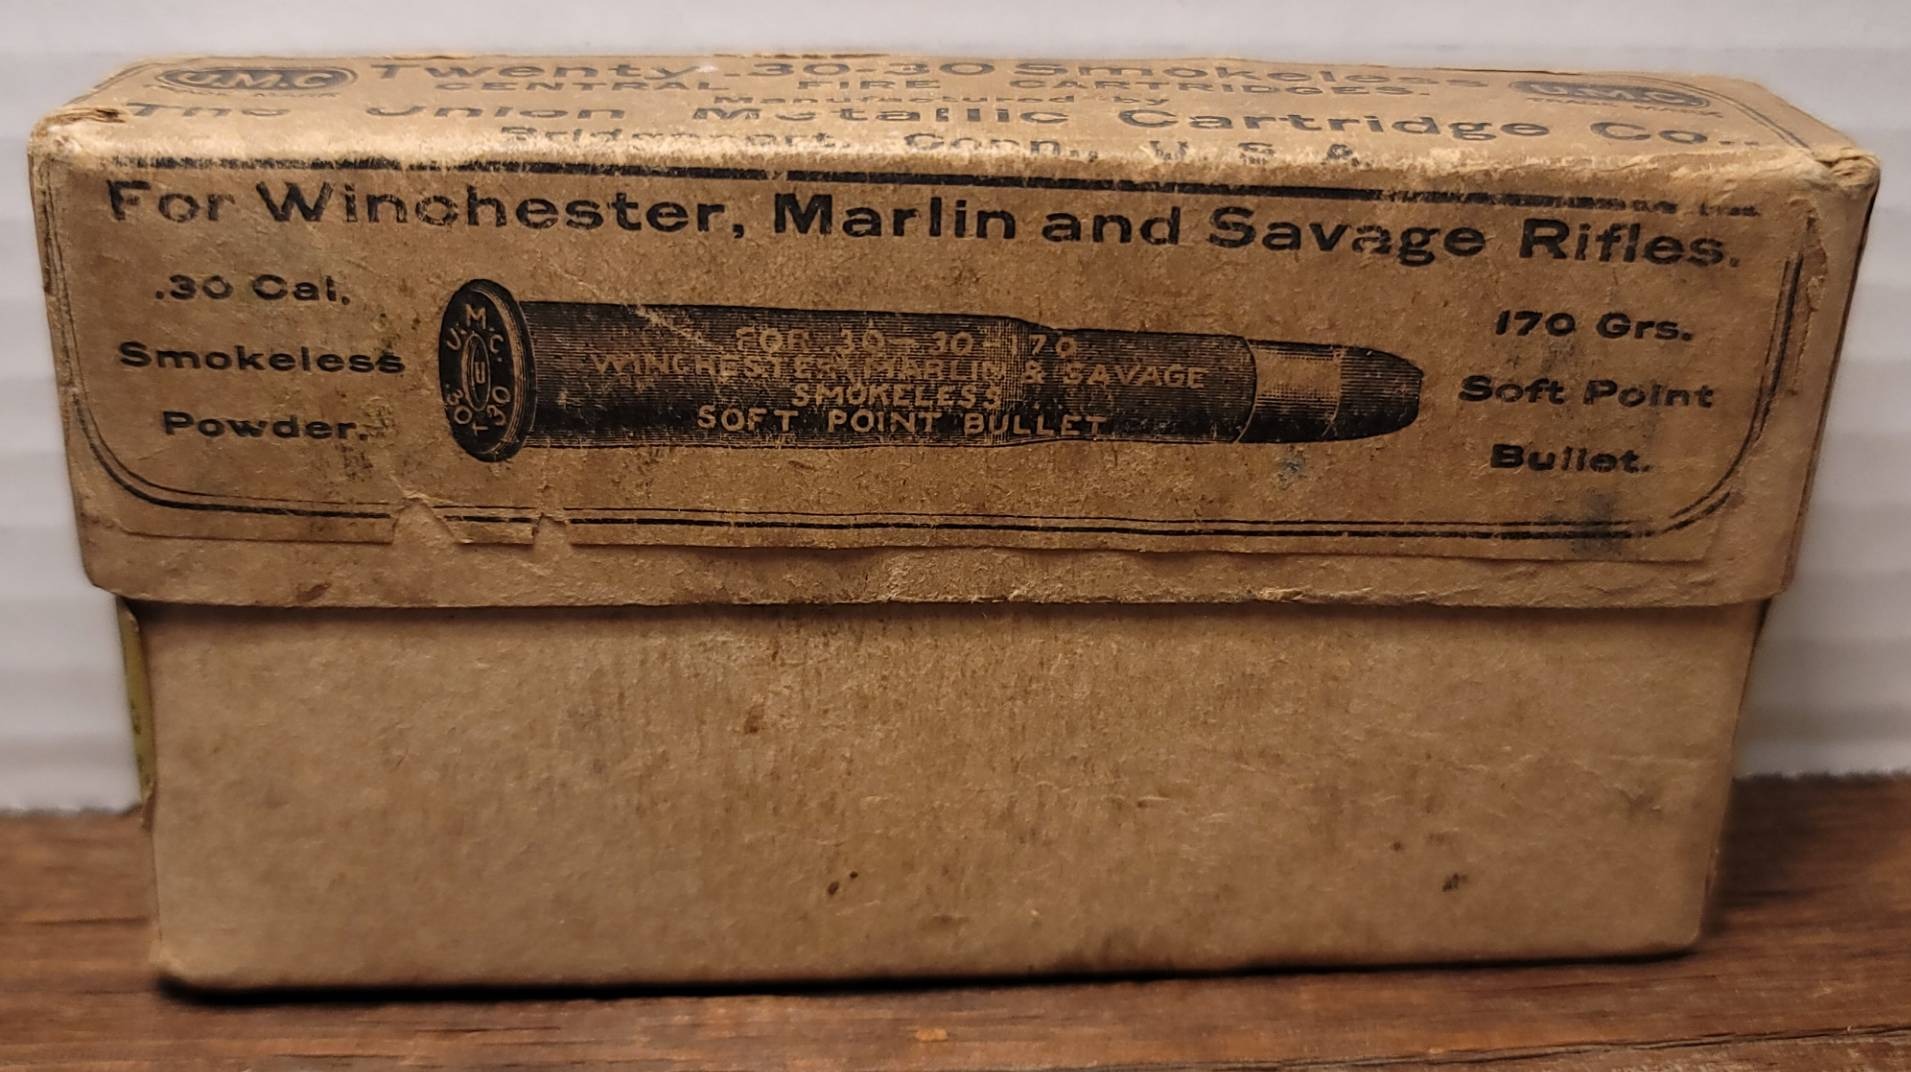 U.M.C Twenty .30-30 Smokeless U.M.C
TRADE MARK
CENTRAL FIRE CARTRIDGES.
Manufactured by
The Union Metallic Cartridge Co.,
Bridgeport, Conn., U. S. A.
For Winchester, Marlin and Savage Rifles.
.30 Cal.
Smokeless
Powder.
U.M.C.
U
.30 30
FOR 30-30-170
WINCHESTER, MARLIN & SAVAGE
SMOKELESS
SOFT POINT BULLET
170 Grs.
Soft Point
Bullet.